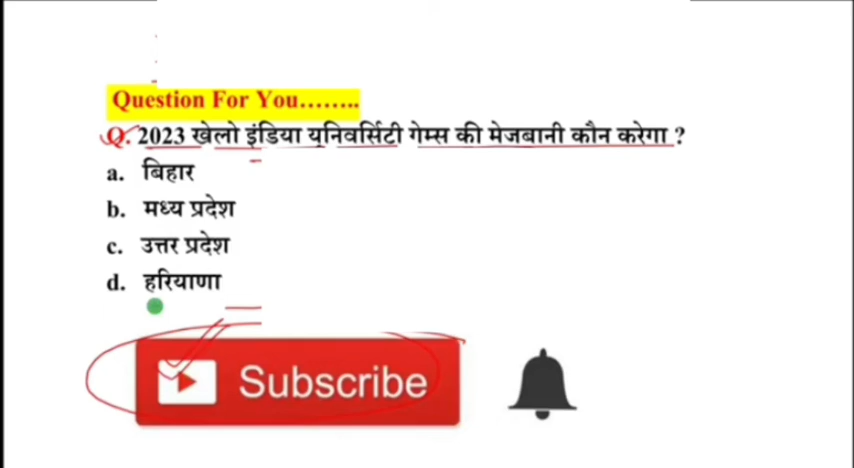 Question For You........
Q. 2023 खेलो इंडिया यूनिवर्सिटी गेम्स की मेजबानी कौन करेगा ?
a. बिहार
b. मध्य प्रदेश
c. उत्तर प्रदेश
d. हरियाणा
Subscribe